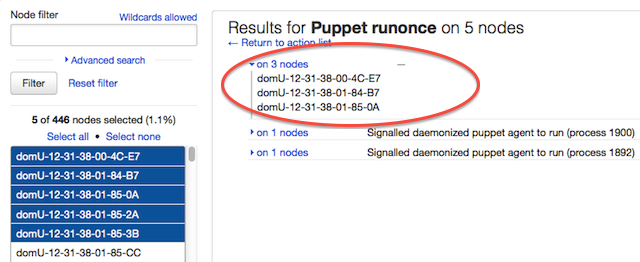 Node filter
Wildcards allowed
Advanced search
Filter
Reset filter
5 of 446 nodes selected (1.1%)
Select all • Select none
domU-12-31-38-00-4C-E7
domU-12-31-38-01-84-B7
domU-12-31-38-01-85-0A
domU-12-31-38-01-85-2A
domU-12-31-38-01-85-3B
domU-12-31-38-01-85-CC
Results for Puppet runonce on 5 nodes
← Return to action list
on 3 nodes —
domU-12-31-38-00-4C-E7
domU-12-31-38-01-84-B7
domU-12-31-38-01-85-0A
on 1 nodes Signalled daemonized puppet agent to run (process 1900)
on 1 nodes Signalled daemonized puppet agent to run (process 1892)